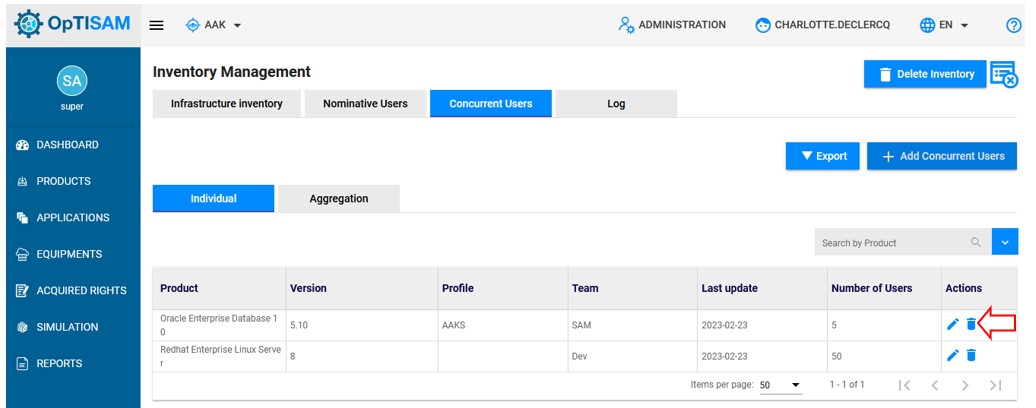 OpTISAM
AAK
ADMINISTRATION
CHARLOTTE.DECLERCQ
EN
SA
super
DASHBOARD
PRODUCTS
APPLICATIONS
EQUIPMENTS
ACQUIRED RIGHTS
SIMULATION
REPORTS
Inventory Management
Delete Inventory
Infrastructure inventory
Nominative Users
Concurrent Users
Log
Export
+ Add Concurrent Users
Individual
Aggregation
Search by Product
Product Version Profile Team Last update Number of Users Actions
Oracle Enterprise Database 1
0
5.10 AAKS SAM 2023-02-23 5
Redhat Enterprise Linux Serve
r
8 Dev 2023-02-23 50
Items per page: 50 1 - 1 of 1